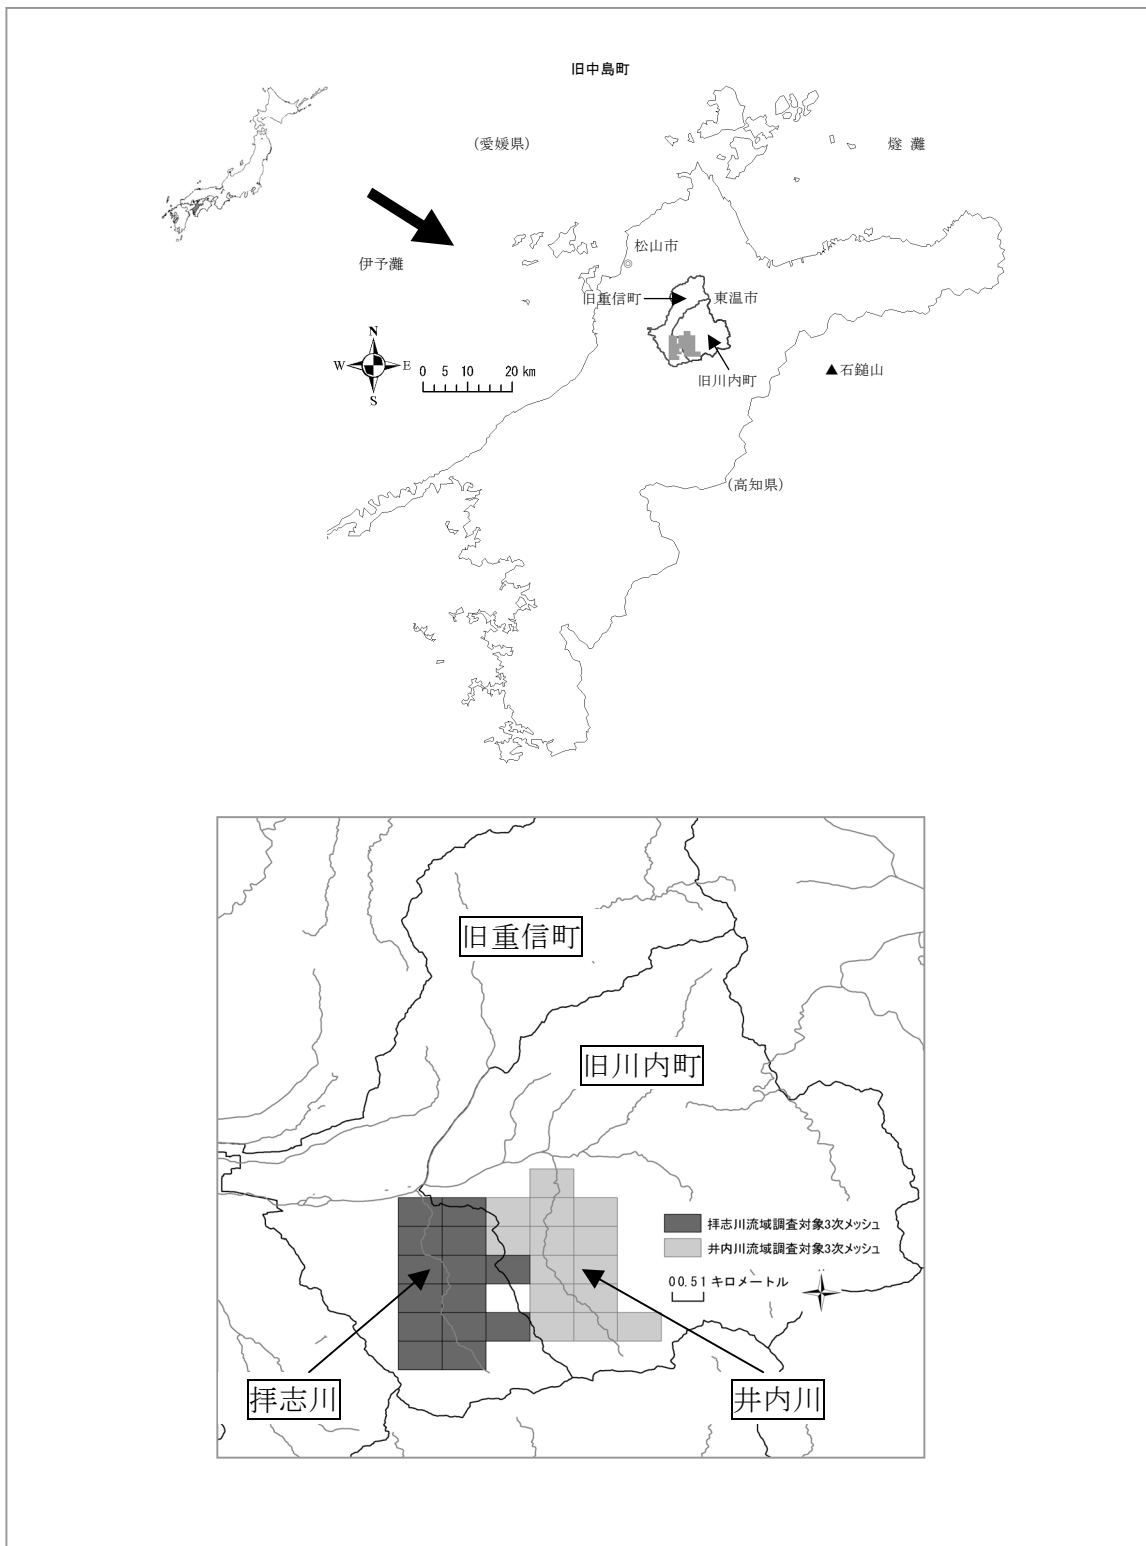 旧中島町
(愛媛県)
燧 灘
松山市
伊予灘
旧重信町
東温市
N
W
E
S
0 5 10 20 km
旧川内町
▲石鎚山
(高知県)
旧重信町
旧川内町
拝志川流域調査対象3次メッシュ
井内川流域調査対象3次メッシュ
00.51 キロメートル
拝志川
井内川